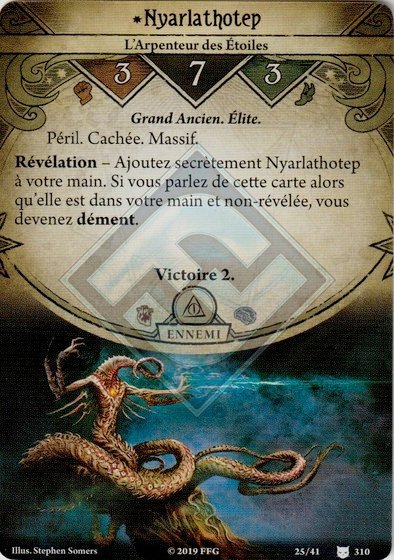 *Nyarlathotep
L'Arpenteur des Étoiles
3 7 3
Grand Ancien. Élite.
Péril. Cachée. Massif.
Révélation – Ajoutez secrètement Nyarlathotep
à votre main. Si vous parlez de cette carte alors
qu'elle est dans votre main et non-révélée, vous
devenez dément.
Victoire 2.
ENNEMI
Illus. Stephen Somers © 2019 FFG 25/41 310